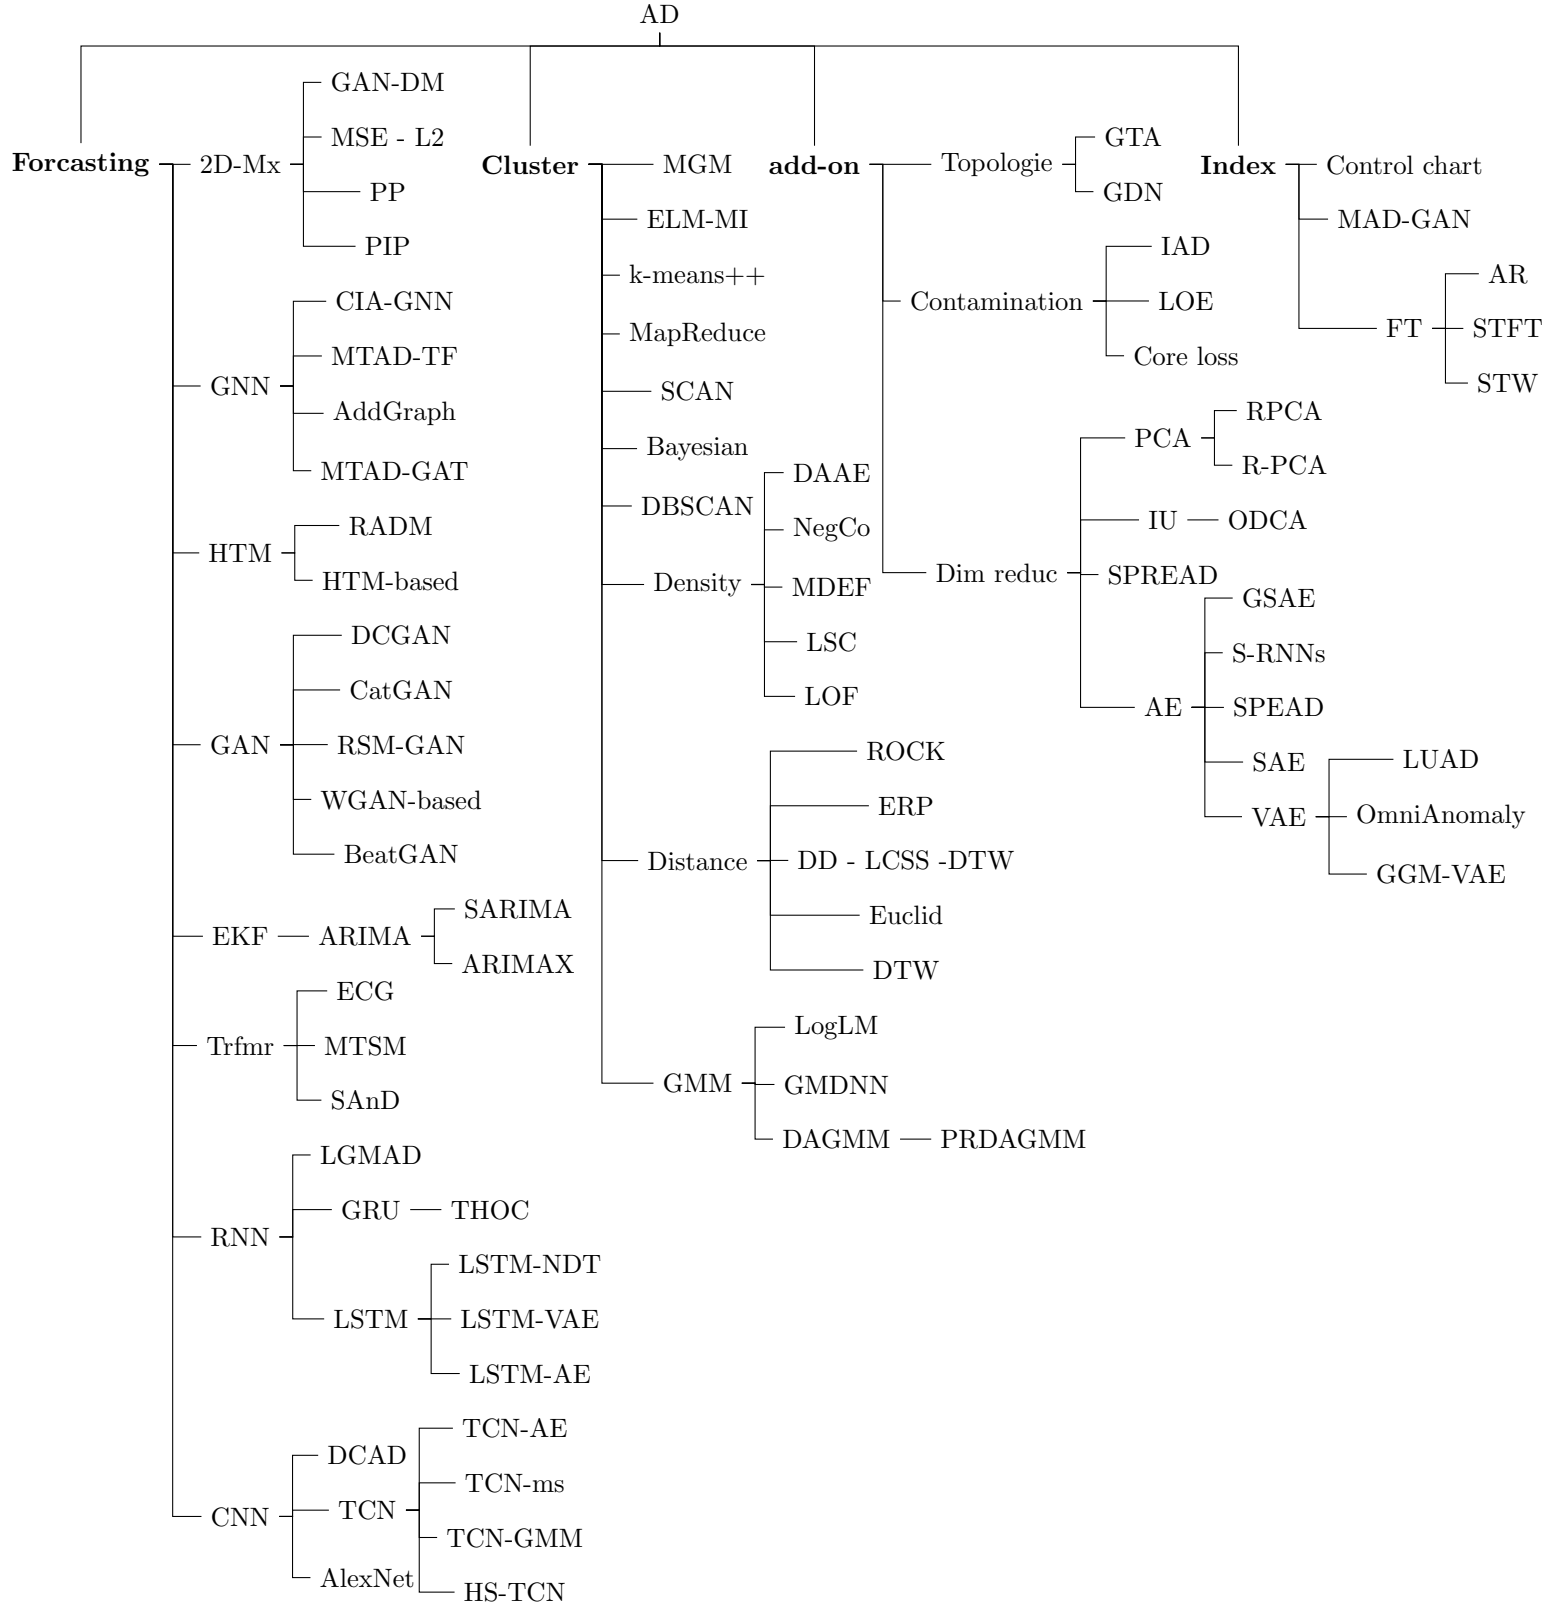 AD
Forcasting
2D-Mx
GAN-DM
MSE - L2
PP
PIP
GNN
CIA-GNN
MTAD-TF
AddGraph
MTAD-GAT
HTM
RADM
HTM-based
GAN
DCGAN
CatGAN
RSM-GAN
WGAN-based
BeatGAN
EKF
ARIMA
SARIMA
ARIMAX
Trfmr
ECG
MTSM
SAnD
RNN
LGMAD
GRU
THOC
LSTM
LSTM-NDT
LSTM-VAE
LSTM-AE
CNN
DCAD
TCN
TCN-AE
TCN-ms
TCN-GMM
HS-TCN
AlexNet
Cluster
MGM
ELM-MI
k-means++
MapReduce
SCAN
Bayesian
DBSCAN
Density
DAAE
NegCo
MDEF
LSC
LOF
Distance
ROCK
ERP
DD - LCSS -DTW
Euclid
DTW
GMM
LogLM
GMDNN
DAGMM
PRDAGMM
add-on
Topologie
GTA
GDN
Contamination
IAD
LOE
Core loss
Dim reduc
PCA
RPCA
R-PCA
IU
ODCA
SPREAD
AE
GSAE
S-RNNs
SPEAD
SAE
VAE
LUAD
OmniAnomaly
GGM-VAE
Index
Control chart
MAD-GAN
FT
AR
STFT
STW